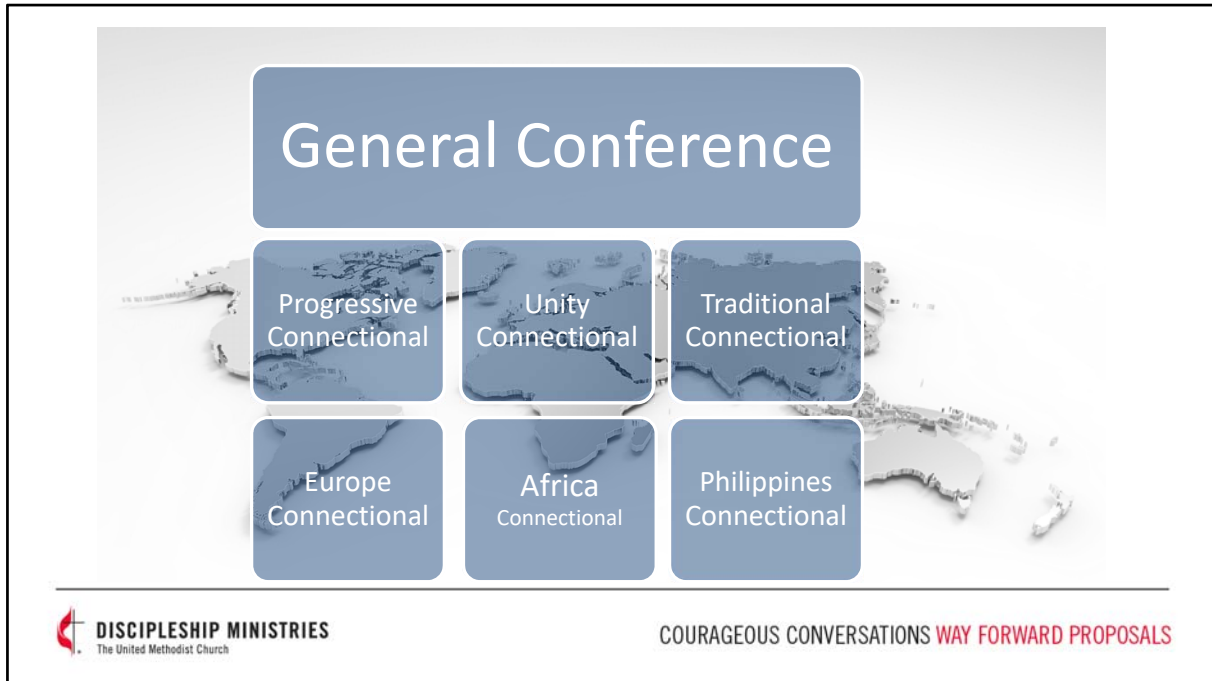 General Conference
Progressive
Connectional
Unity
Connectional
Traditional
Connectional
Europe
Connectional
Africa
Connectional
Philippines
Connectional
DISCIPLESHIP MINISTRIES
The United Methodist Church
COURAGEOUS CONVERSATIONS WAY FORWARD PROPOSALS